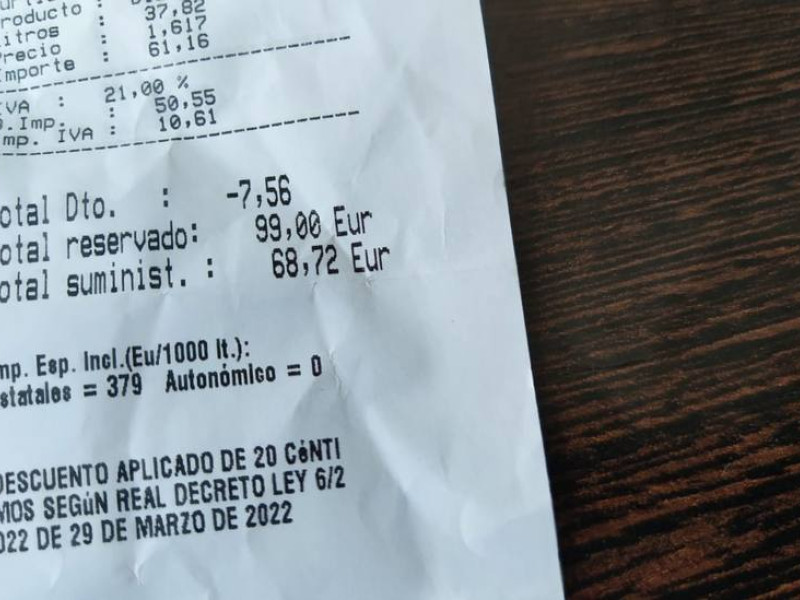 roducto :
itros : 37,82
recio : 1,617
mporte : 61,16
VA : 21,00 %
.Imp. : 50,55
mp. IVA : 10,61
otal Dto. : -7,56
otal reservado: 99,00 Eur
otal suminist. : 68,72 Eur
mp. Esp. Incl.(Eu/1000 lt.):
statales = 379 Autonómico = 0
DESCUENTO APLICADO DE 20 CéNTI
MOS SEGúN REAL DECRETO LEY 6/2
022 DE 29 DE MARZO DE 2022